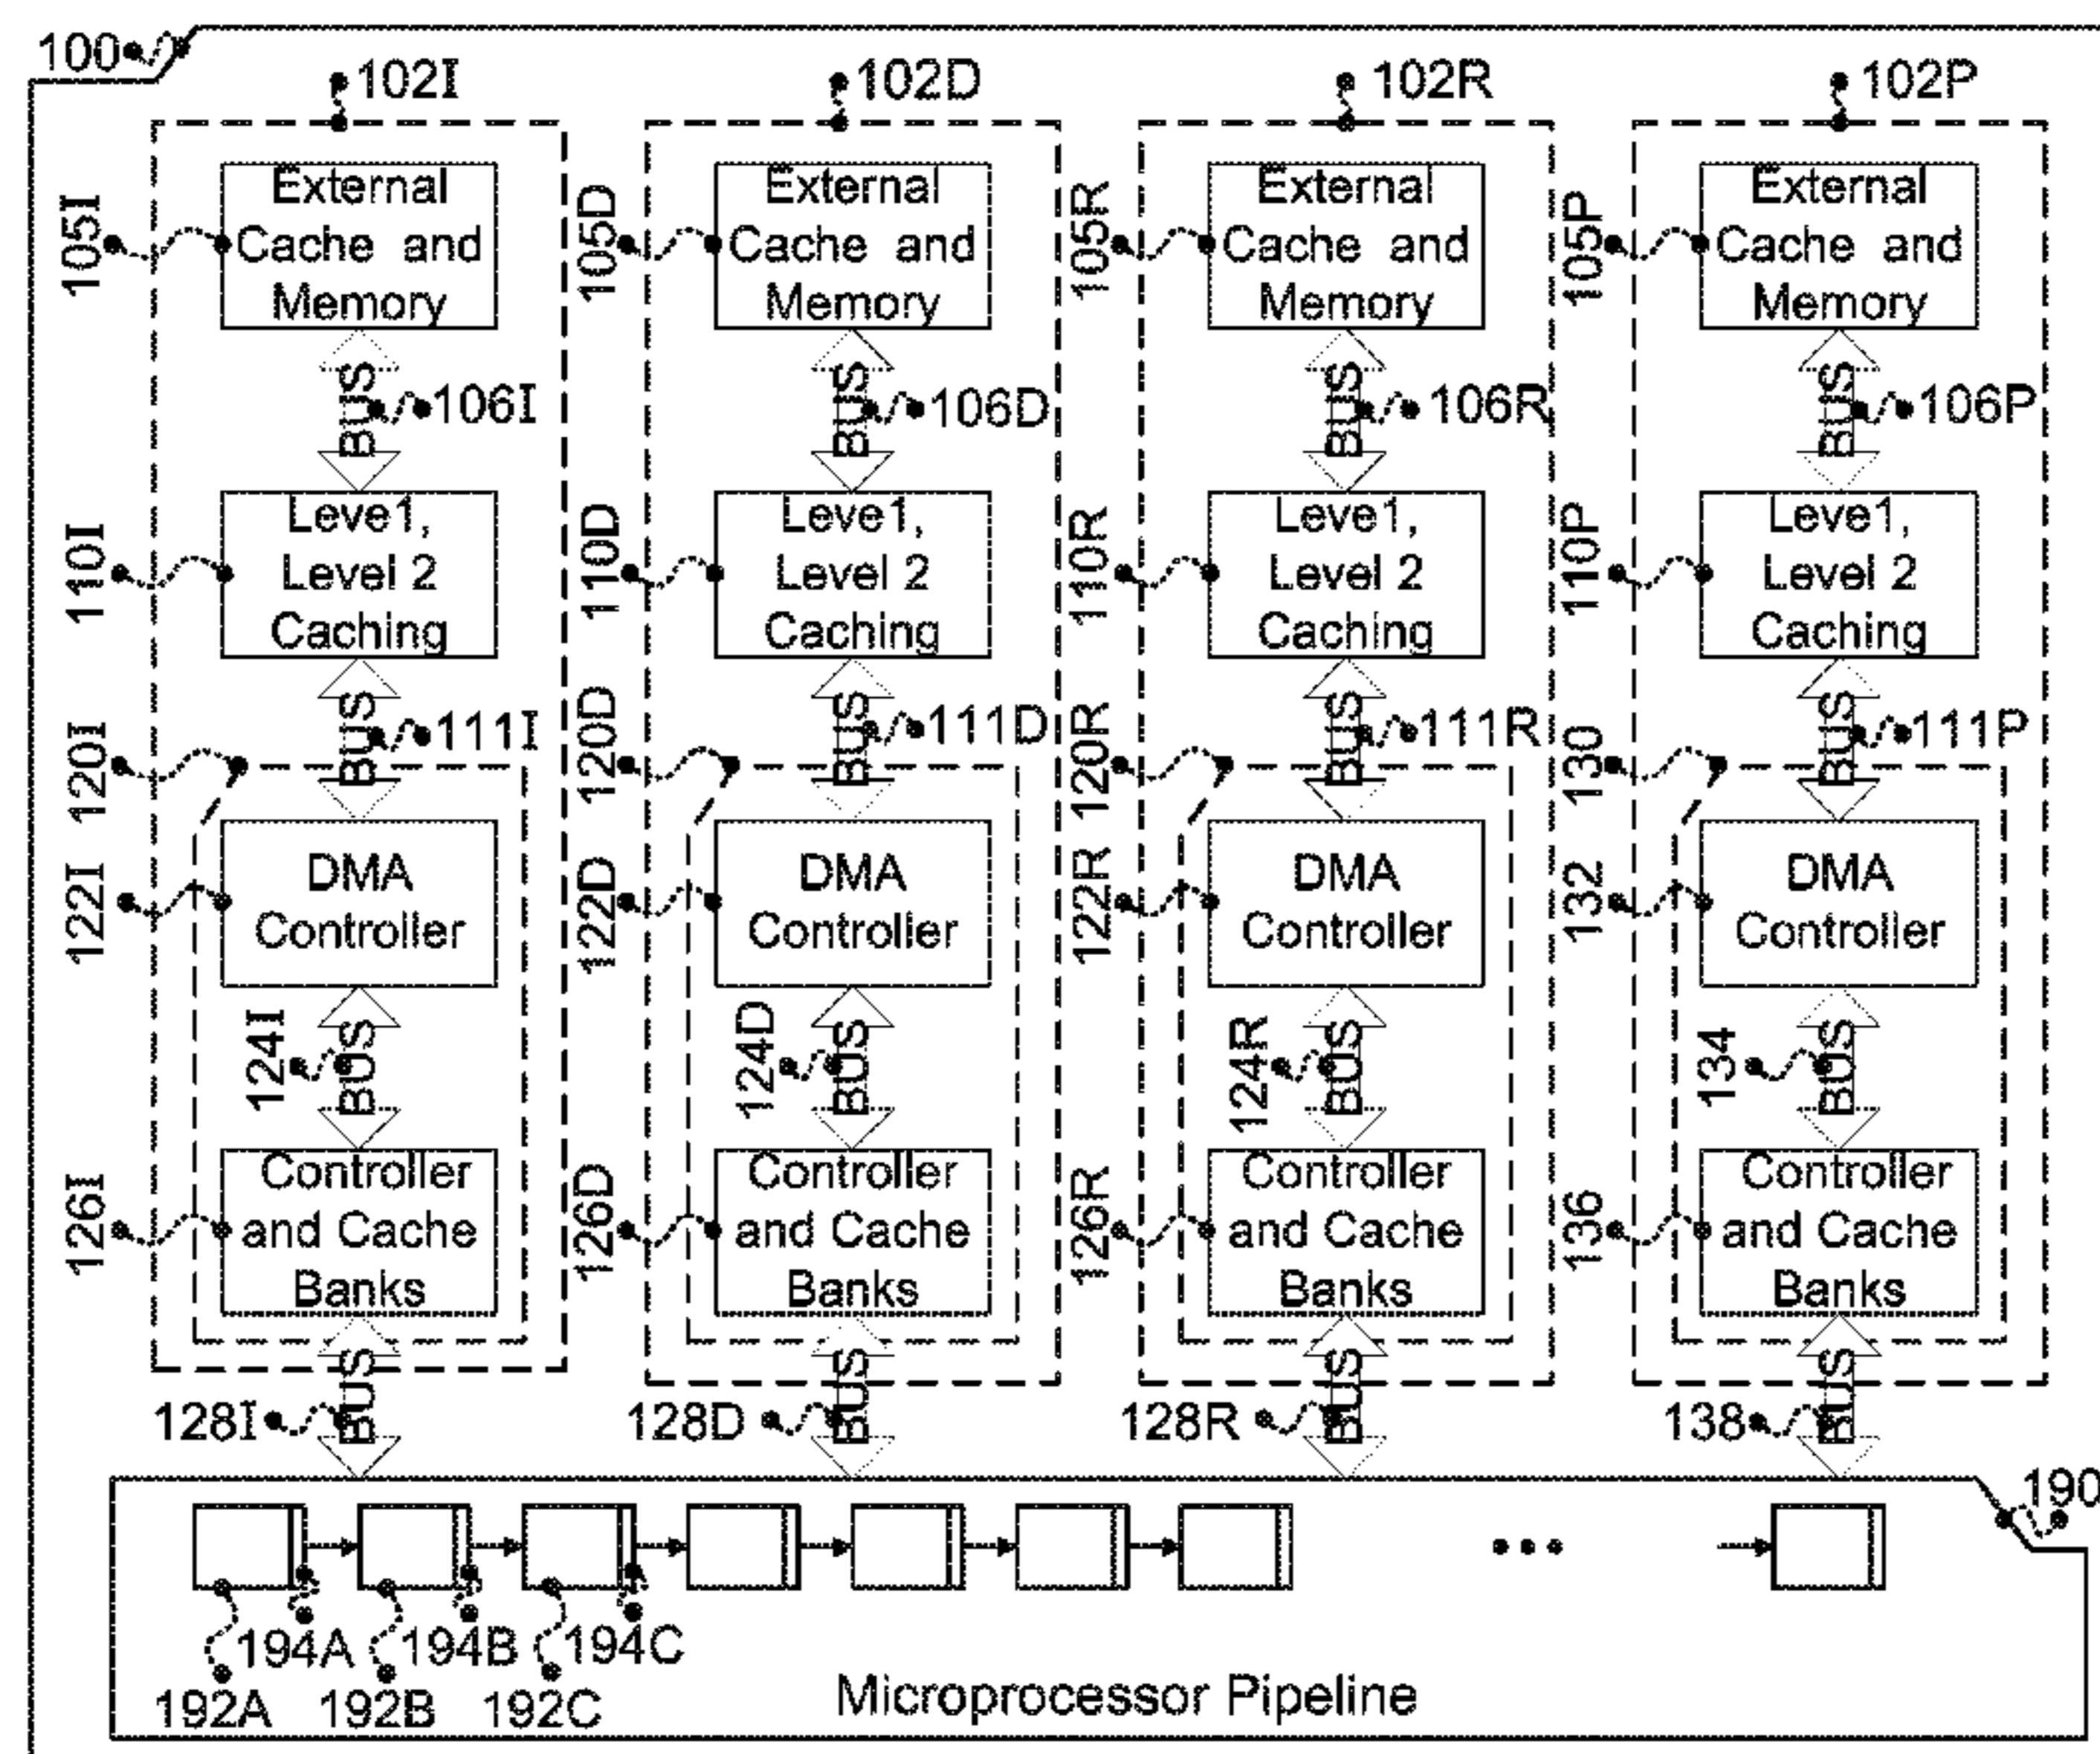 100
102I 102D 102R 102P
105I 105D 105R 105P
External External External External
Cache and Cache and Cache and Cache and
Memory Memory Memory Memory
BUS BUS BUS BUS
106I 106D 106R 106P
110I 110D 110R 110P
Leve1, Leve1, Leve1, Leve1,
Level 2 Level 2 Level 2 Level 2
Caching Caching Caching Caching
BUS BUS BUS BUS
111I 111D 111R 111P
120I 120D 120R 130
122I 122D 122R 132
DMA DMA DMA DMA
Controller Controller Controller Controller
124I 124D 124R 134
BUS BUS BUS BUS
126I 126D 126R 136
Controller Controller Controller Controller
and Cache and Cache and Cache and Cache
Banks Banks Banks Banks
BUS BUS BUS BUS
128I 128D 128R 138
190
...
194A 194B 194C
192A 192B 192C
Microprocessor Pipeline